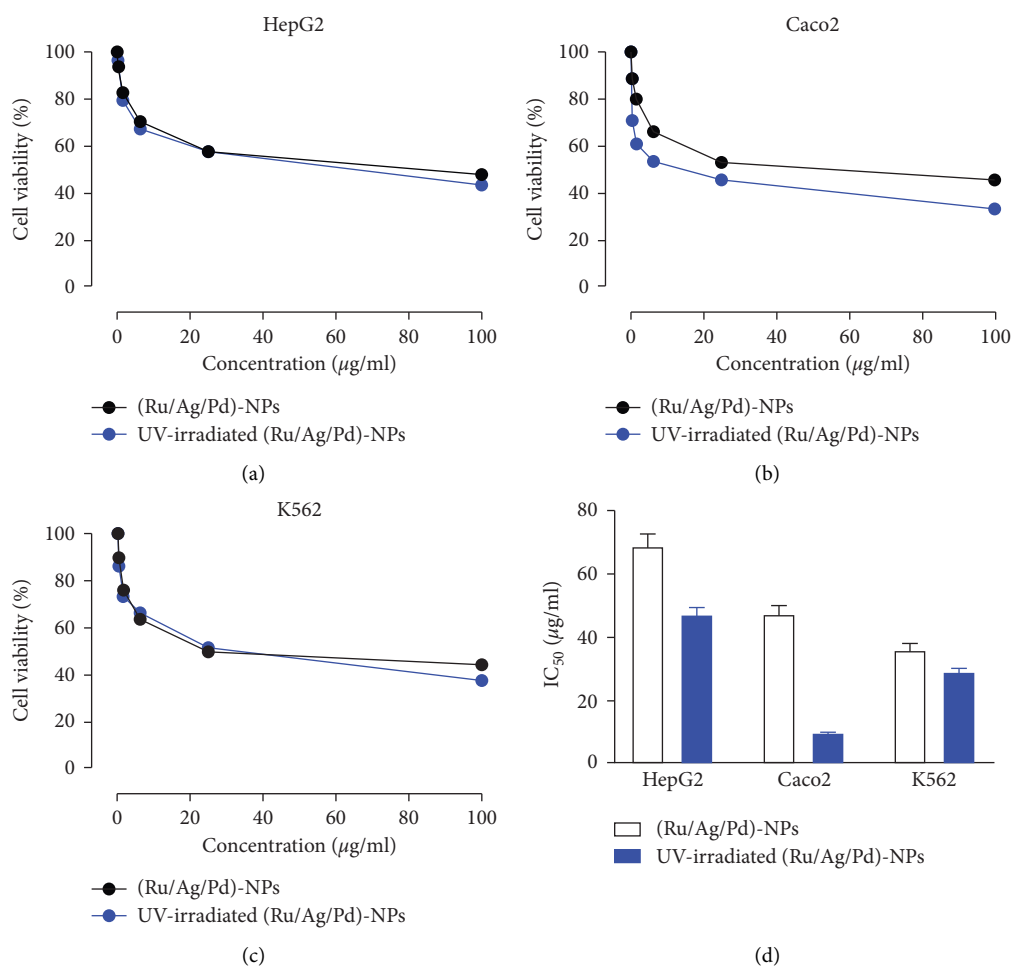 HepG2
100
80
60
40
20
0
Cell viability (%)
0 20 40 60 80 100
Concentration (µg/ml)
(Ru/Ag/Pd)-NPs
UV-irradiated (Ru/Ag/Pd)-NPs
(a)
Caco2
100
80
60
40
20
0
Cell viability (%)
0 20 40 60 80 100
Concentration (µg/ml)
(Ru/Ag/Pd)-NPs
UV-irradiated (Ru/Ag/Pd)-NPs
(b)
K562
100
80
60
40
20
0
Cell viability (%)
0 20 40 60 80 100
Concentration (µg/ml)
(Ru/Ag/Pd)-NPs
UV-irradiated (Ru/Ag/Pd)-NPs
(c)
80
60
40
20
0
IC₅₀ (µg/ml)
HepG2 Caco2 K562
(Ru/Ag/Pd)-NPs
UV-irradiated (Ru/Ag/Pd)-NPs
(d)